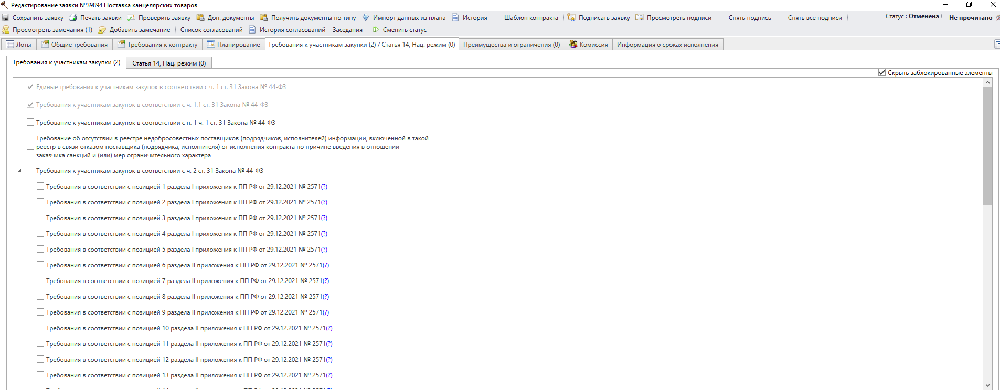 Редактирование заявки №39894 Поставка канцелярских товаров
Сохранить заявку Печать заявки Проверить заявку Доп. документы Получить документы по типу Импорт данных из плана История Шаблон контракта Подписать заявку Просмотреть подписи Снять подпись Снять все подписи Статус : Отменена Не прочитано
Просмотреть замечания (1) Добавить замечание Список согласований История согласований Заседания Сменить статус
Лоты Общие требования Требования к контракту Планирование Требования к участникам закупки (2) / Статья 14, Нац. режим (0) Преимущества и ограничения (0) Комиссия Информация о сроках исполнения
Требования к участникам закупки (2) Статья 14, Нац. режим (0)
Скрыть заблокированные элементы
Единые требования к участникам закупок в соответствии с ч. 1 ст. 31 Закона № 44-ФЗ
Требования к участникам закупок в соответствии с ч. 1.1 ст. 31 Закона № 44-ФЗ
Требование к участникам закупок в соответствии с п. 1 ч. 1 ст. 31 Закона № 44-ФЗ
Требование об отсутствии в реестре недобросовестных поставщиков (подрядчиков, исполнителей) информации, включенной в такой
реестр в связи отказом поставщика (подрядчика, исполнителя) от исполнения контракта по причине введения в отношении
заказчика санкций и (или) мер ограничительного характера
Требования к участникам закупок в соответствии с ч. 2 ст. 31 Закона № 44-ФЗ
Требования в соответствии с позицией 1 раздела I приложения к ПП РФ от 29.12.2021 № 2571(?)
Требования в соответствии с позицией 2 раздела I приложения к ПП РФ от 29.12.2021 № 2571(?)
Требования в соответствии с позицией 3 раздела I приложения к ПП РФ от 29.12.2021 № 2571(?)
Требования в соответствии с позицией 4 раздела I приложения к ПП РФ от 29.12.2021 № 2571(?)
Требования в соответствии с позицией 5 раздела I приложения к ПП РФ от 29.12.2021 № 2571(?)
Требования в соответствии с позицией 6 раздела II приложения к ПП РФ от 29.12.2021 № 2571(?)
Требования в соответствии с позицией 7 раздела II приложения к ПП РФ от 29.12.2021 № 2571(?)
Требования в соответствии с позицией 8 раздела II приложения к ПП РФ от 29.12.2021 № 2571(?)
Требования в соответствии с позицией 9 раздела II приложения к ПП РФ от 29.12.2021 № 2571(?)
Требования в соответствии с позицией 10 раздела II приложения к ПП РФ от 29.12.2021 № 2571(?)
Требования в соответствии с позицией 11 раздела II приложения к ПП РФ от 29.12.2021 № 2571(?)
Требования в соответствии с позицией 12 раздела II приложения к ПП РФ от 29.12.2021 № 2571(?)
Требования в соответствии с позицией 13 раздела II приложения к ПП РФ от 29.12.2021 № 2571(?)